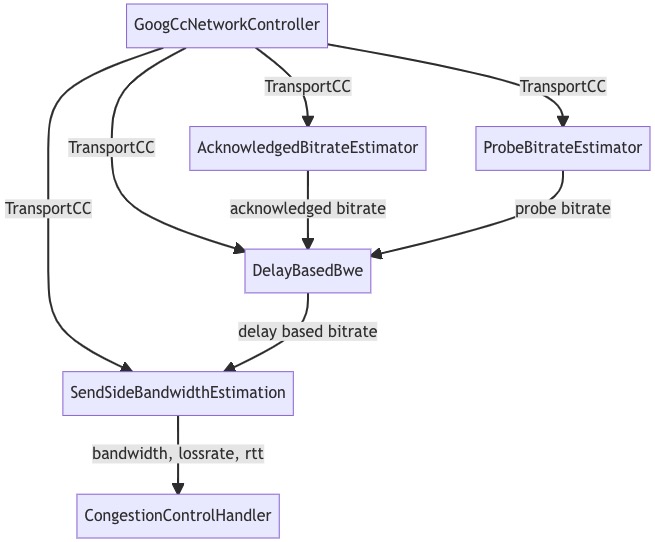 GoogCcNetworkController
TransportCC
TransportCC
TransportCC
AcknowledgedBitrateEstimator
ProbeBitrateEstimator
TransportCC
acknowledged bitrate
probe bitrate
DelayBasedBwe
delay based bitrate
SendSideBandwidthEstimation
bandwidth, lossrate, rtt
CongestionControlHandler